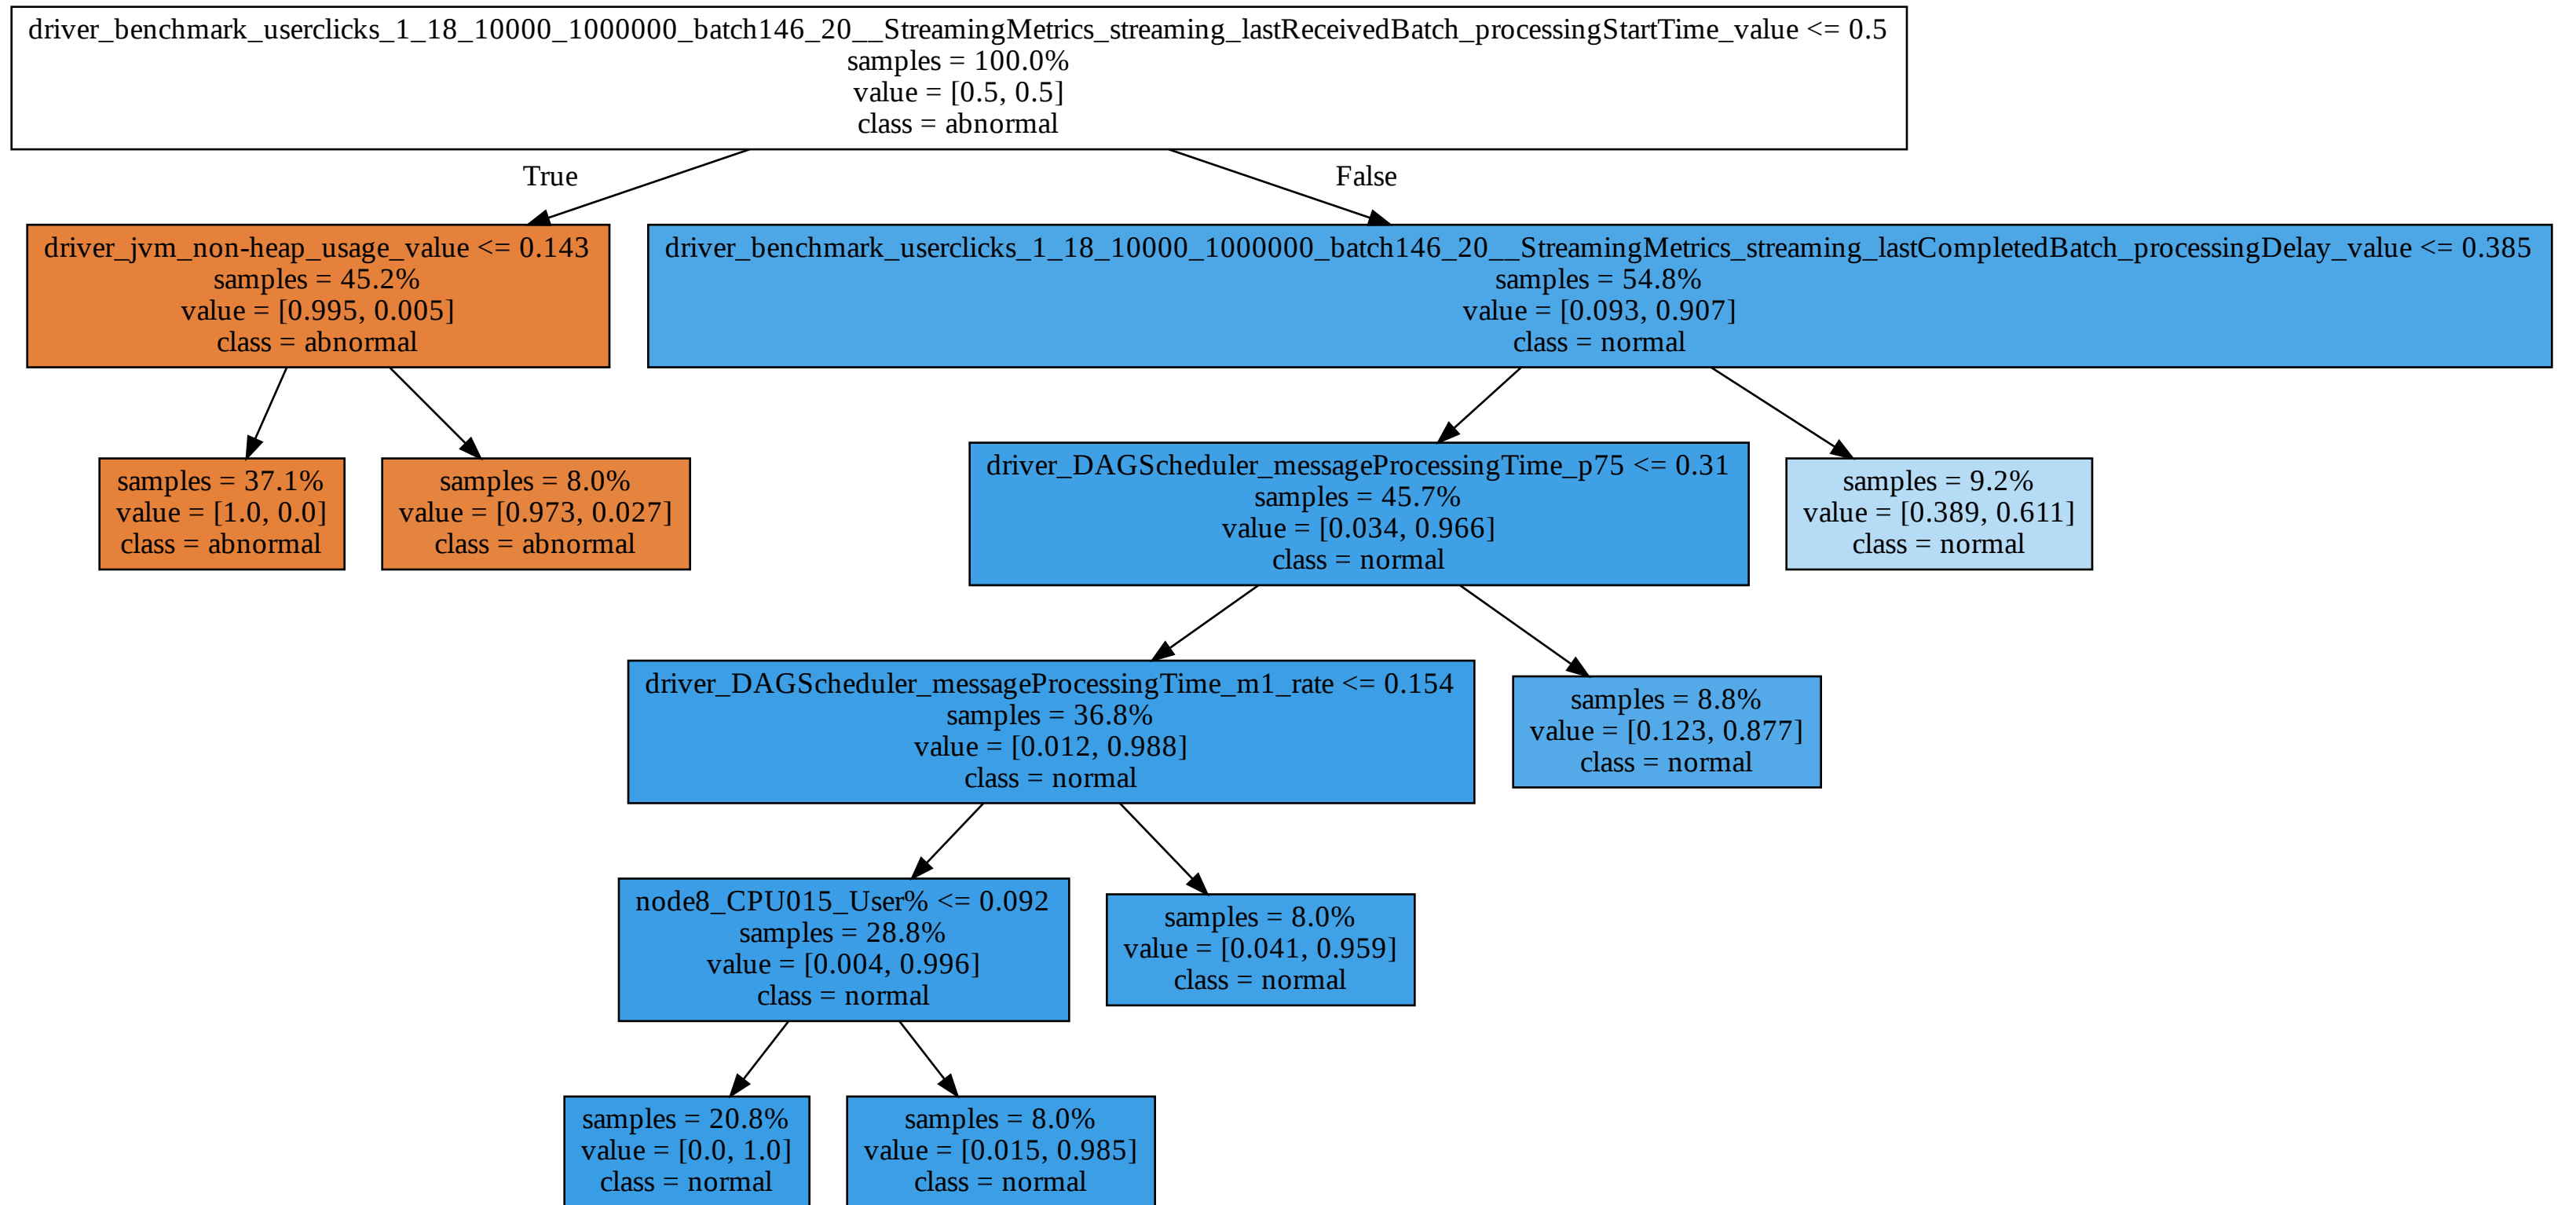 driver_benchmark_userclicks_1_18_10000_1000000_batch146_20__StreamingMetrics_streaming_lastReceivedBatch_processingStartTime_value <= 0.5
samples = 100.0%
value = [0.5, 0.5]
class = abnormal
True
False
driver_jvm_non-heap_usage_value <= 0.143
samples = 45.2%
value = [0.995, 0.005]
class = abnormal
driver_benchmark_userclicks_1_18_10000_1000000_batch146_20__StreamingMetrics_streaming_lastCompletedBatch_processingDelay_value <= 0.385
samples = 54.8%
value = [0.093, 0.907]
class = normal
samples = 37.1%
value = [1.0, 0.0]
class = abnormal
samples = 8.0%
value = [0.973, 0.027]
class = abnormal
driver_DAGScheduler_messageProcessingTime_p75 <= 0.31
samples = 45.7%
value = [0.034, 0.966]
class = normal
samples = 9.2%
value = [0.389, 0.611]
class = normal
driver_DAGScheduler_messageProcessingTime_m1_rate <= 0.154
samples = 36.8%
value = [0.012, 0.988]
class = normal
samples = 8.8%
value = [0.123, 0.877]
class = normal
node8_CPU015_User% <= 0.092
samples = 28.8%
value = [0.004, 0.996]
class = normal
samples = 8.0%
value = [0.041, 0.959]
class = normal
samples = 20.8%
value = [0.0, 1.0]
class = normal
samples = 8.0%
value = [0.015, 0.985]
class = normal